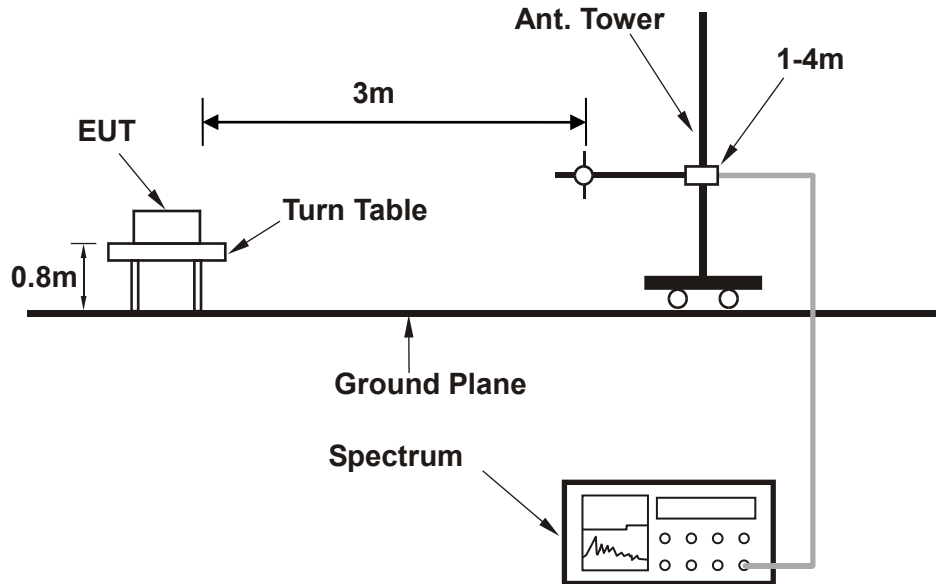 Ant. Tower
1-4m
3m
EUT
Turn Table
0.8m
Ground Plane
Spectrum